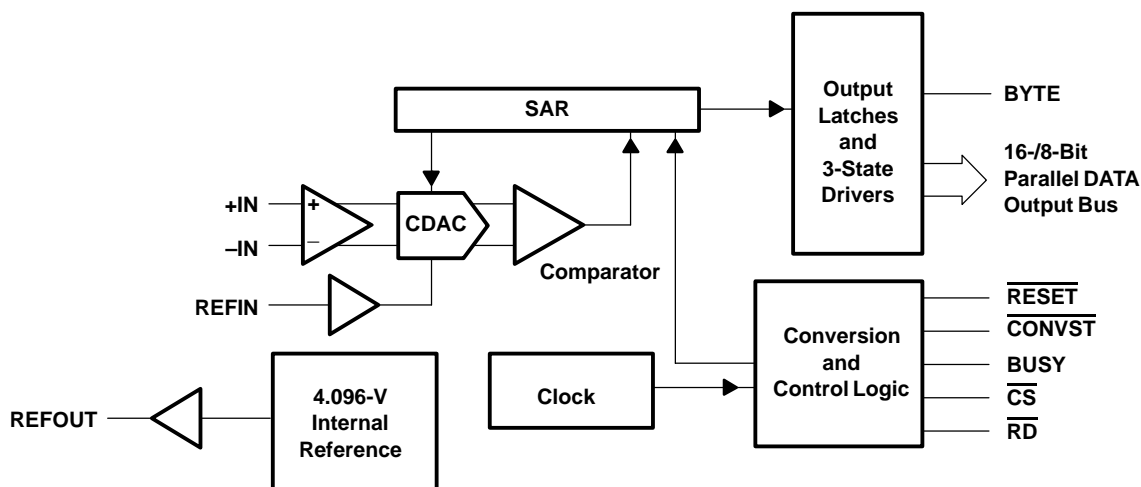 SAR
Output
Latches
and
3-State
Drivers
BYTE
16-/8-Bit
Parallel DATA
Output Bus
+IN
–IN
+
–
CDAC
Comparator
REFIN
Conversion
and
Control Logic
RESET
CONVST
BUSY
CS
RD
Clock
4.096-V
Internal
Reference
REFOUT